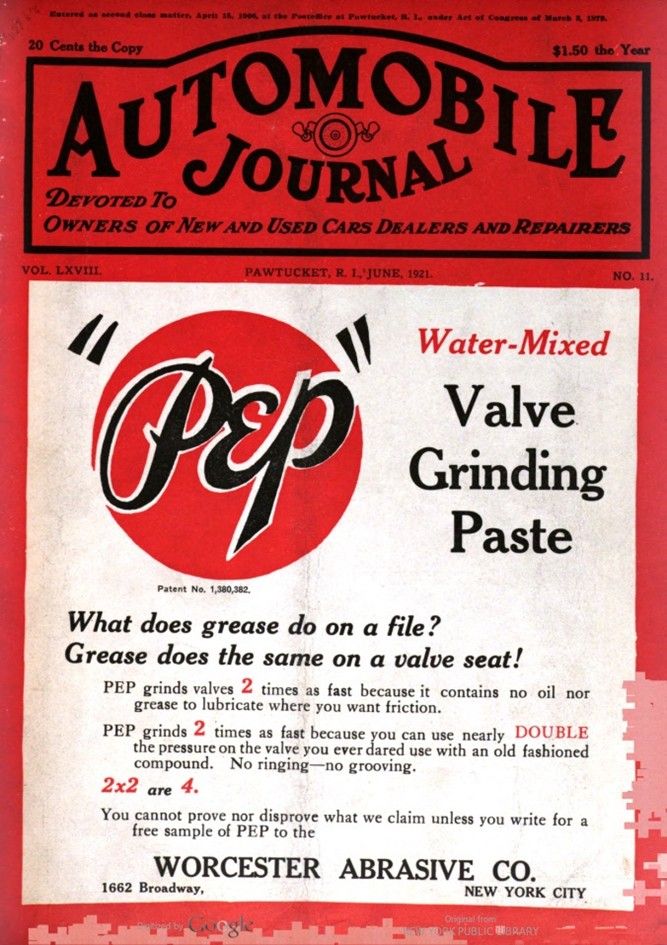 Entered as second class matter, April 15, 1906, at the Postoffice at Pawtucket, R. I., under Act of Congress of March 3, 1879.
20 Cents the Copy
$1.50 the Year
AUTOMOBILE
JOURNAL
DEVOTED TO
OWNERS OF NEW AND USED CARS DEALERS AND REPAIRERS
VOL. LXVIII.
PAWTUCKET, R. I., JUNE, 1921.
NO. 11.
"PEP"
Water-Mixed
Valve
Grinding
Paste
Patent No. 1,380,382.
What does grease do on a file?
Grease does the same on a valve seat!
PEP grinds valves 2 times as fast because it contains no oil nor
grease to lubricate where you want friction.
PEP grinds 2 times as fast because you can use nearly DOUBLE
the pressure on the valve you ever dared use with an old fashioned
compound. No ringing—no grooving.
2x2 are 4.
You cannot prove nor disprove what we claim unless you write for a
free sample of PEP to the
WORCESTER ABRASIVE CO.
1662 Broadway,
NEW YORK CITY
Digitized by Google
Original from
NEW YORK PUBLIC LIBRARY